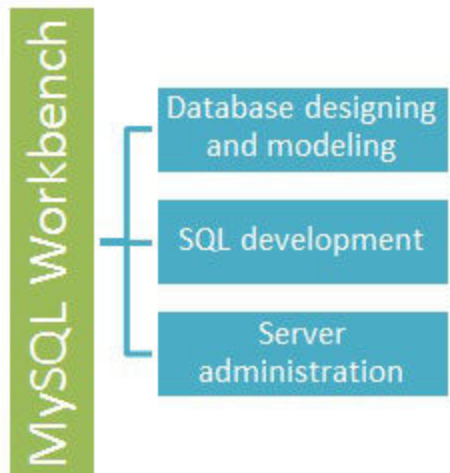 MySQL Workbench
Database designing
and modeling
SQL development
Server
administration